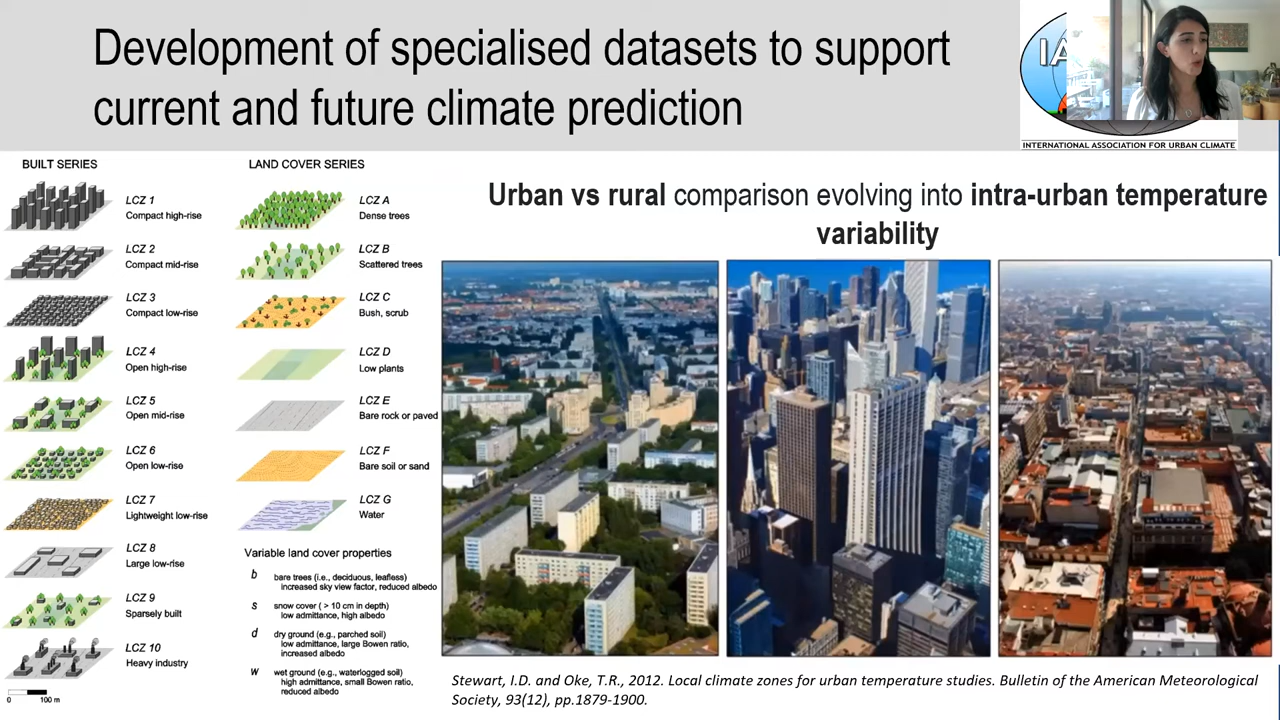 Development of specialised datasets to support
current and future climate prediction
IA
INTERNATIONAL ASSOCIATION FOR URBAN CLIMATE
BUILT SERIES
LCZ 1
Compact high-rise
LCZ 2
Compact mid-rise
LCZ 3
Compact low-rise
LCZ 4
Open high-rise
LCZ 5
Open mid-rise
LCZ 6
Open low-rise
LCZ 7
Lightweight low-rise
LCZ 8
Large low-rise
LCZ 9
Sparsely built
LCZ 10
Heavy industry
0 100 m
LAND COVER SERIES
LCZ A
Dense trees
LCZ B
Scattered trees
LCZ C
Bush, scrub
LCZ D
Low plants
LCZ E
Bare rock or paved
LCZ F
Bare soil or sand
LCZ G
Water
Variable land cover properties
b bare trees (i.e., deciduous, leafless)
increased sky view factor, reduced albedo
s snow cover ( > 10 cm in depth)
low admittance, high albedo
d dry ground (e.g., parched soil)
low admittance, large Bowen ratio,
increased albedo
w wet ground (e.g., waterlogged soil)
high admittance, small Bowen ratio,
reduced albedo
Urban vs rural comparison evolving into intra-urban temperature
variability
Stewart, I.D. and Oke, T.R., 2012. Local climate zones for urban temperature studies. Bulletin of the American Meteorological
Society, 93(12), pp.1879-1900.